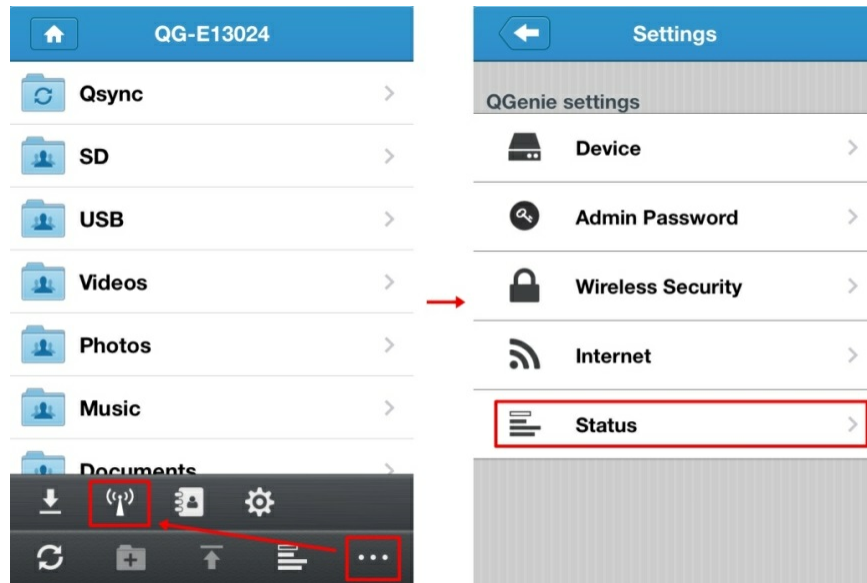 QG-E13024
Qsync
SD
USB
Videos
Photos
Music
Documents
Settings
QGenie settings
Device
Admin Password
Wireless Security
Internet
Status